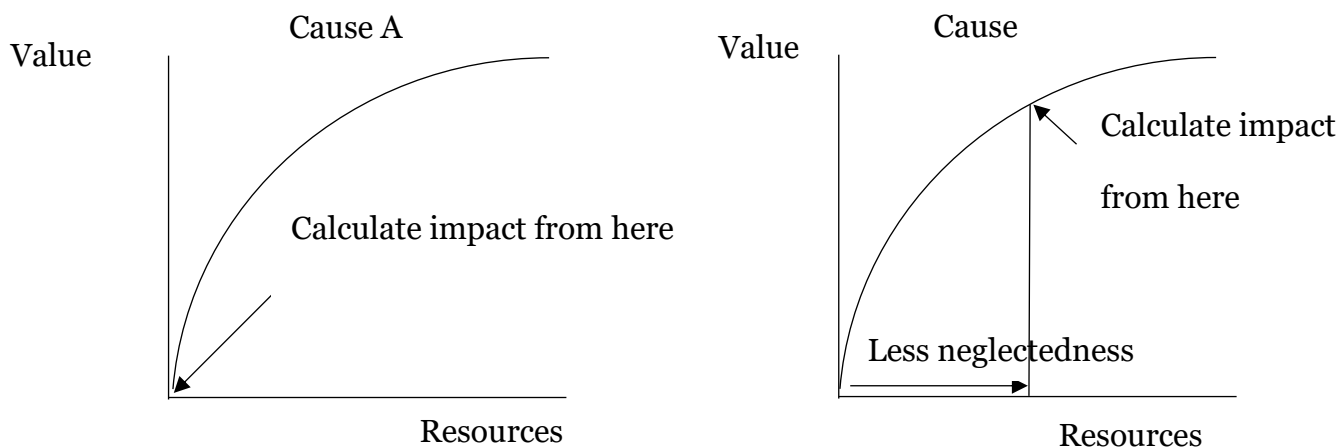 Cause A
Value
Calculate impact from here
Resources
Cause
Value
Calculate impact
from here
Less neglectedness
Resources